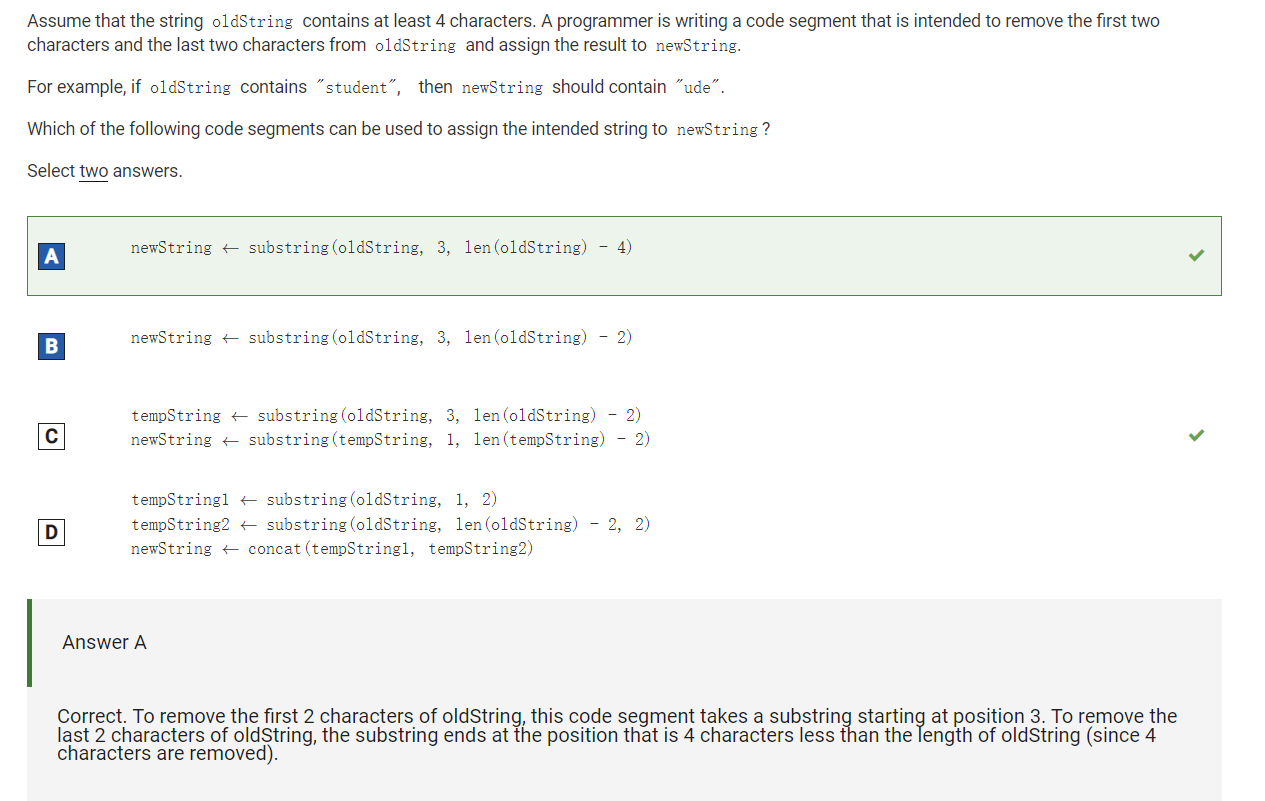 Assume that the string oldString contains at least 4 characters. A programmer is writing a code segment that is intended to remove the first two
characters and the last two characters from oldString and assign the result to newString.
For example, if oldString contains ″student″, then newString should contain ″ude″.
Which of the following code segments can be used to assign the intended string to newString ?
Select two answers.
A newString ← substring(oldString, 3, len(oldString) - 4)
B newString ← substring(oldString, 3, len(oldString) - 2)
tempString ← substring(oldString, 3, len(oldString) - 2)
C newString ← substring(tempString, 1, len(tempString) - 2)
tempString1 ← substring(oldString, 1, 2)
D tempString2 ← substring(oldString, len(oldString) - 2, 2)
newString ← concat(tempString1, tempString2)
Answer A
Correct. To remove the first 2 characters of oldString, this code segment takes a substring starting at position 3. To remove the
last 2 characters of oldString, the substring ends at the position that is 4 characters less than the length of oldString (since 4
characters are removed).